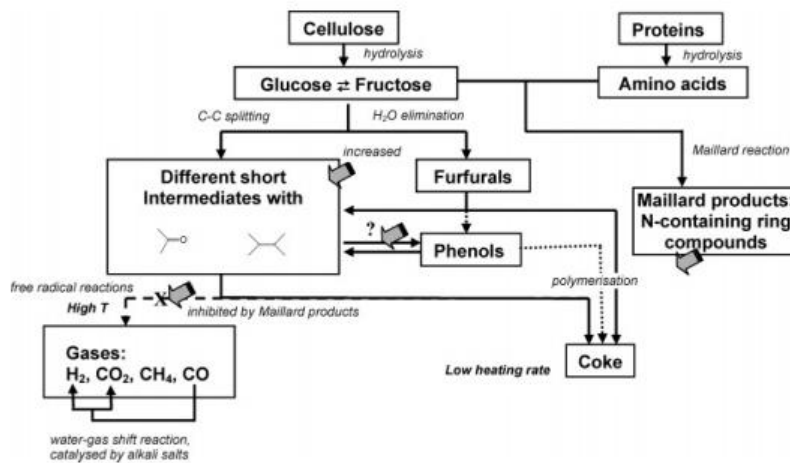 Cellulose
Proteins
hydrolysis
hydrolysis
Glucose ⇄ Fructose
Amino acids
C-C splitting
H₂O elimination
increased
Maillard reaction
Different short
Intermediates with
O
Furfurals
Maillard products:
N-containing ring
compounds
?
Phenols
free radical reactions
X
High T
inhibited by Maillard products
polymerisation
Gases:
H₂, CO₂, CH₄, CO
Low heating rate
Coke
water-gas shift reaction,
catalysed by alkali salts